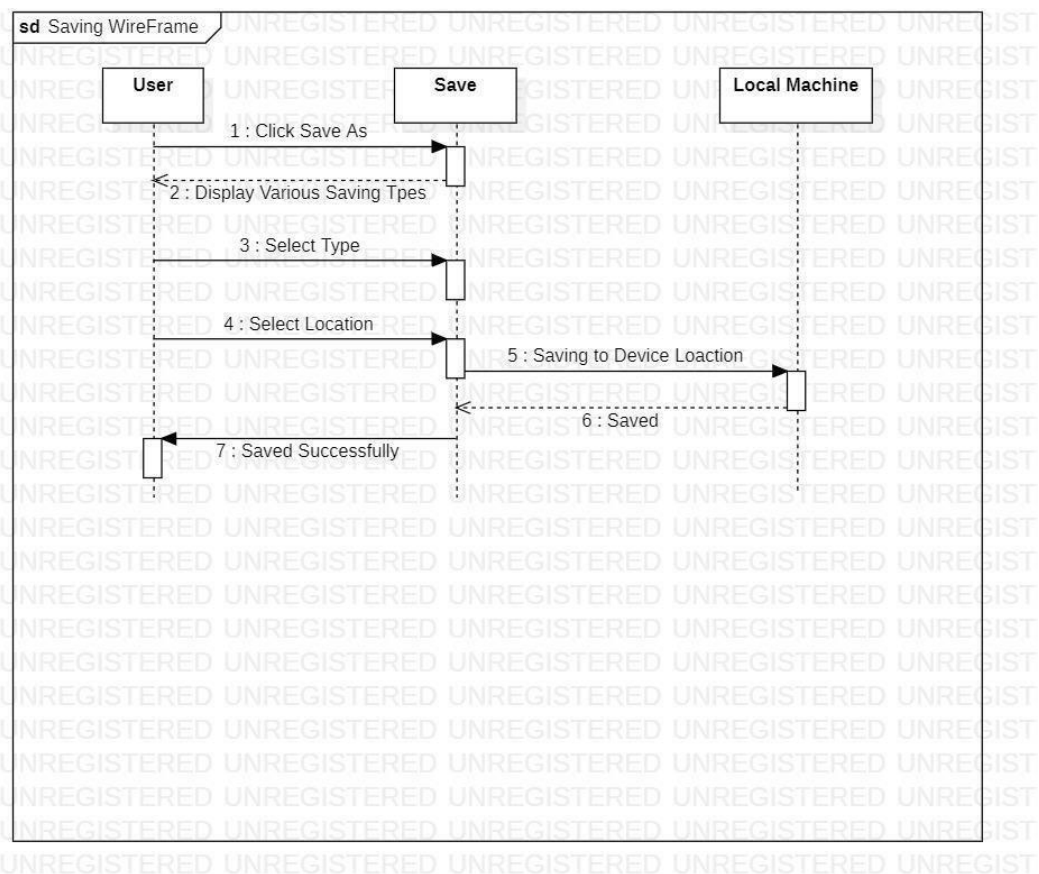 sd Saving WireFrame
User
Save
Local Machine
1 : Click Save As
2 : Display Various Saving Tpes
3 : Select Type
4 : Select Location
5 : Saving to Device Loaction
6 : Saved
7 : Saved Successfully
UNREGISTERED UNREGISTERED UNREGISTERED UNREGISTERED UNREGIST